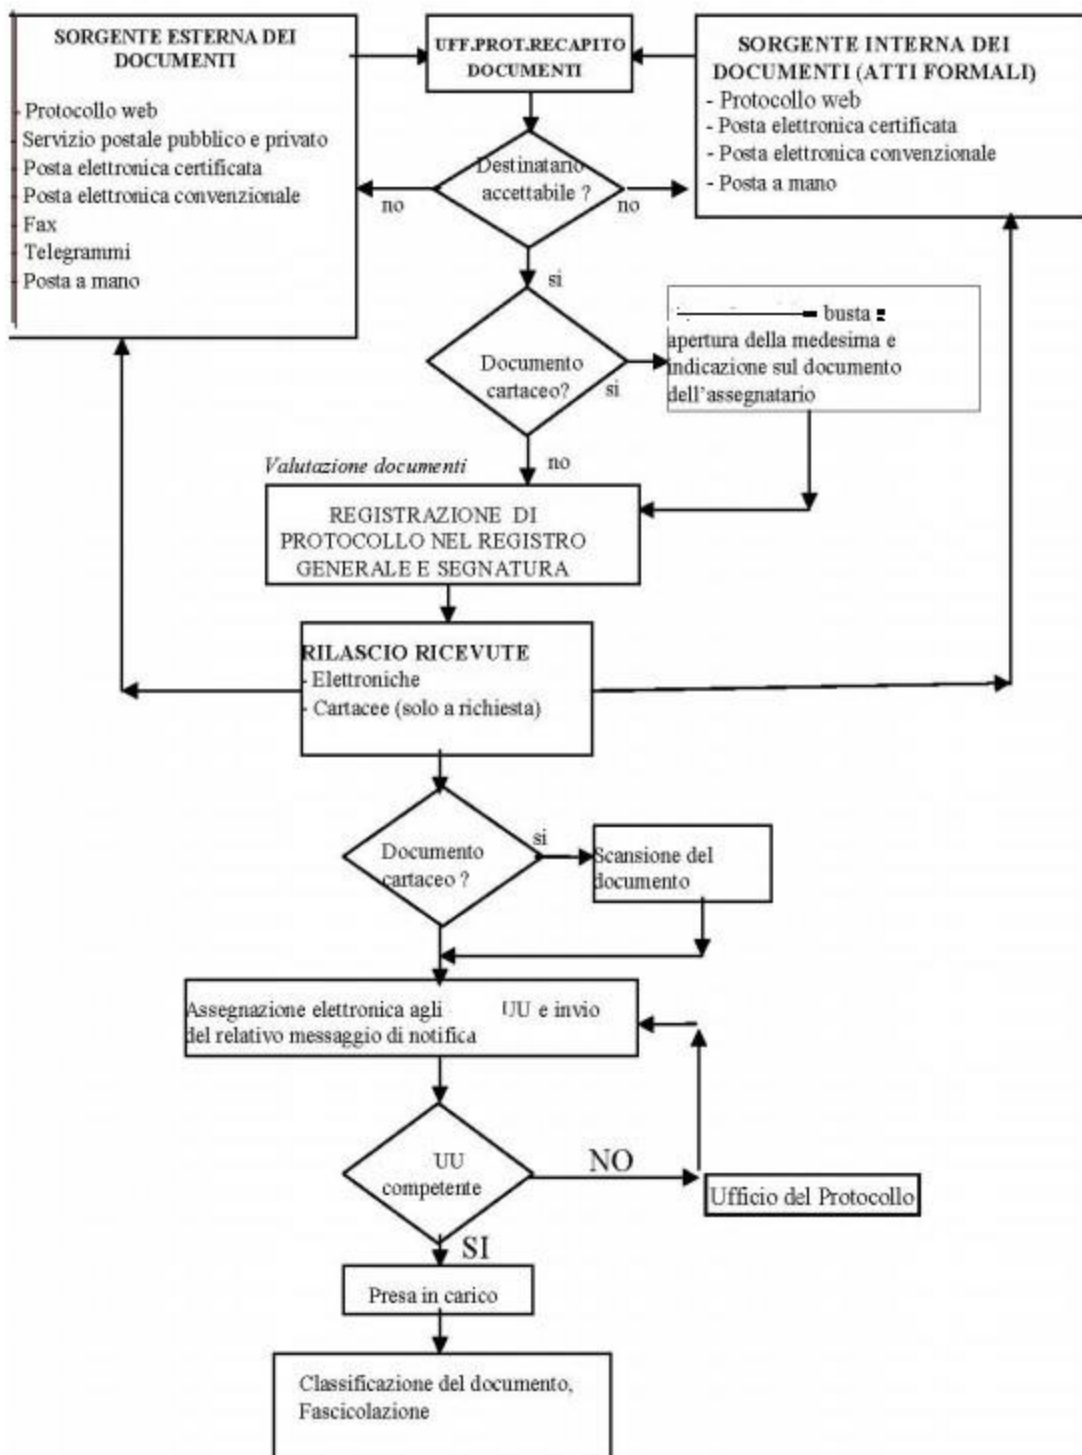 SORGENTE ESTERNA DEI
DOCUMENTI
- Protocollo web
- Servizio postale pubblico e privato
- Posta elettronica certificata
- Posta elettronica convenzionale
- Fax
- Telegrammi
- Posta a mano
UFF.PROT.RECAPITO
DOCUMENTI
SORGENTE INTERNA DEI
DOCUMENTI (ATTI FORMALI)
- Protocollo web
- Posta elettronica certificata
- Posta elettronica convenzionale
- Posta a mano
Destinatario
accettabile ?
no
no
si
Documento
cartaceo?
si
busta
apertura della medesima e
indicazione sul documento
dell'assegnatario
no
Valutazione documenti
REGISTRAZIONE DI
PROTOCOLLO NEL REGISTRO
GENERALE E SEGNATURA
RILASCIO RICEVUTE
- Elettroniche
- Cartacee (solo a richiesta)
Documento
cartaceo ?
si
Scansione del
documento
Assegnazione elettronica agli UU e invio
del relativo messaggio di notifica
UU
competente
NO
Ufficio del Protocollo
SI
Presa in carico
Classificazione del documento,
Fascicolazione